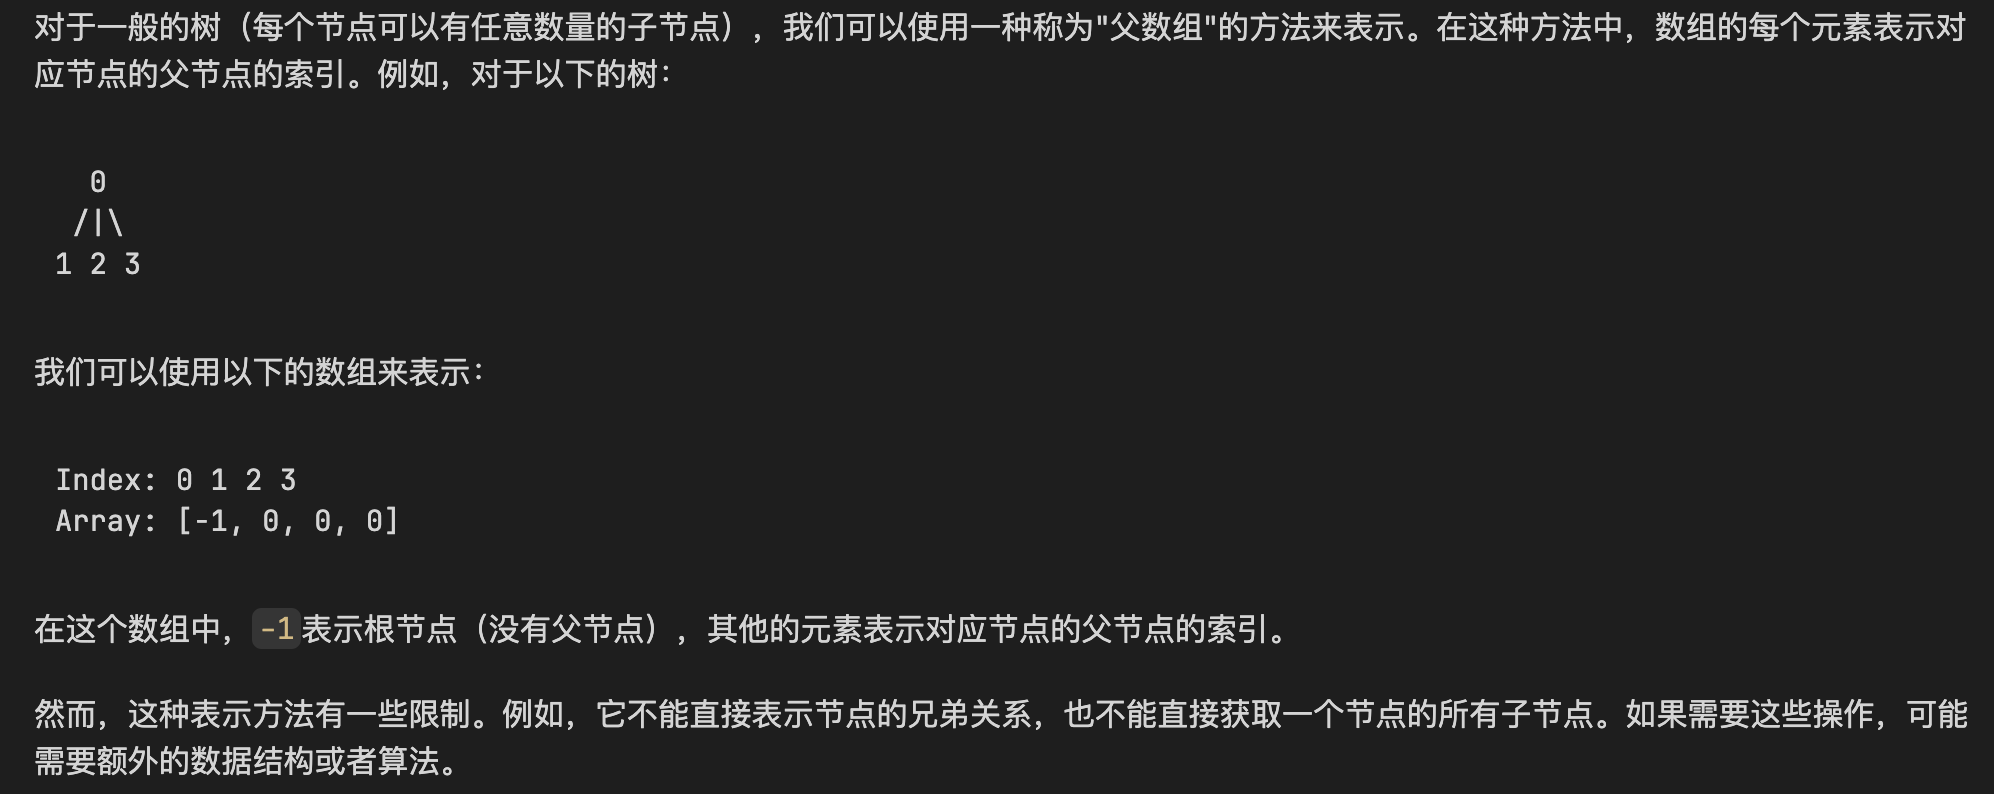 对于一般的树（每个节点可以有任意数量的子节点），我们可以使用一种称为"父数组"的方法来表示。在这种方法中，数组的每个元素表示对
应节点的父节点的索引。例如，对于以下的树：
0
/|\
1 2 3
我们可以使用以下的数组来表示：
Index: 0 1 2 3
Array: [-1, 0, 0, 0]
在这个数组中，-1表示根节点（没有父节点），其他的元素表示对应节点的父节点的索引。
然而，这种表示方法有一些限制。例如，它不能直接表示节点的兄弟关系，也不能直接获取一个节点的所有子节点。如果需要这些操作，可能
需要额外的数据结构或者算法。